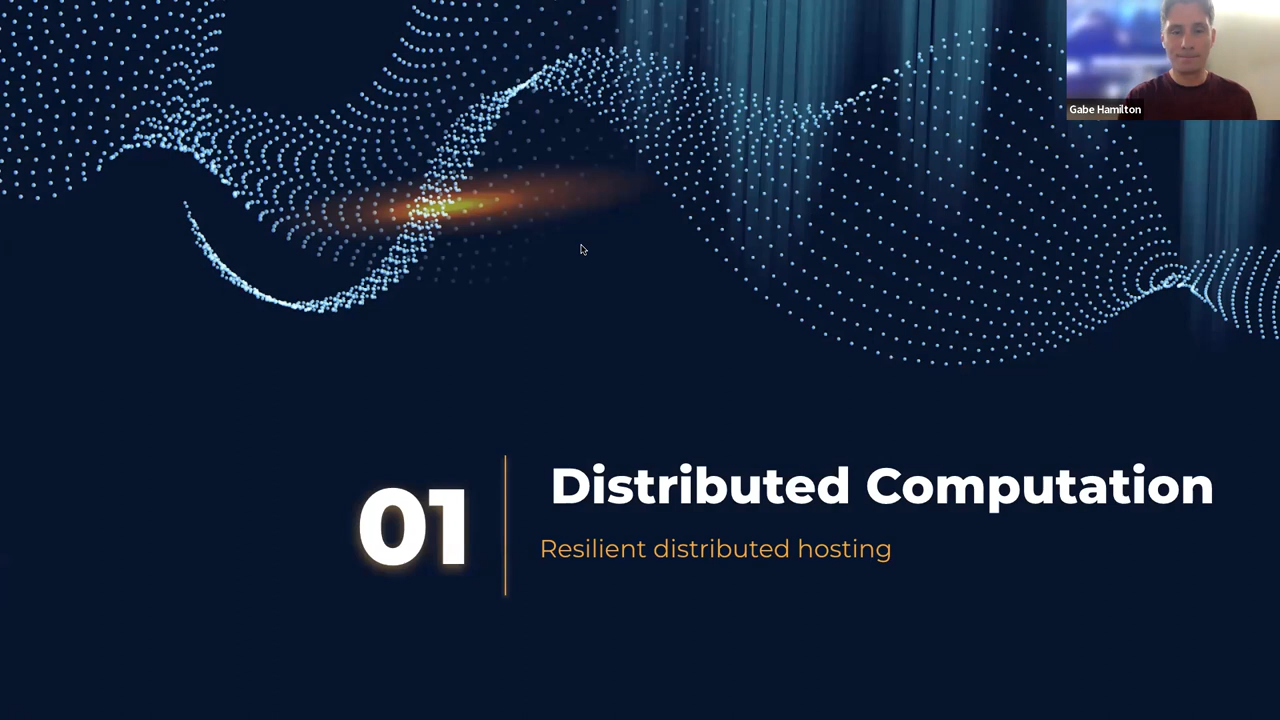 Gabe Hamilton
01
Distributed Computation
Resilient distributed hosting